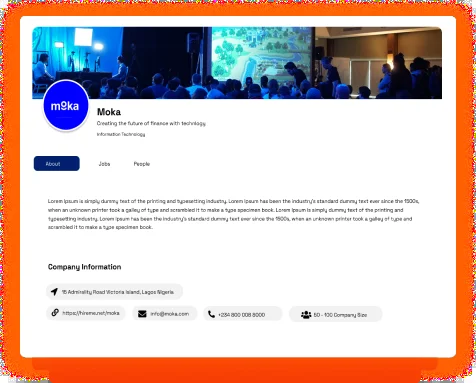 moka
Moka
Creating the future of finance with technlogy
Information Technology
About Jobs People
Lorem Ipsum is simply dummy text of the printing and typesetting industry. Lorem Ipsum has been the industry's standard dummy text ever since the 1500s,
when an unknown printer took a galley of type and scrambled it to make a type specimen book. Lorem Ipsum is simply dummy text of the printing and
typesetting industry. Lorem Ipsum has been the industry's standard dummy text ever since the 1500s, when an unknown printer took a galley of type and
scrambled it to make a type specimen book.
Company Information
15 Admirality Road Victoria Island, Lagos Nigeria
https://hireme.net/moka info@moka.com +234 800 008 8000 50 - 100 Company Size